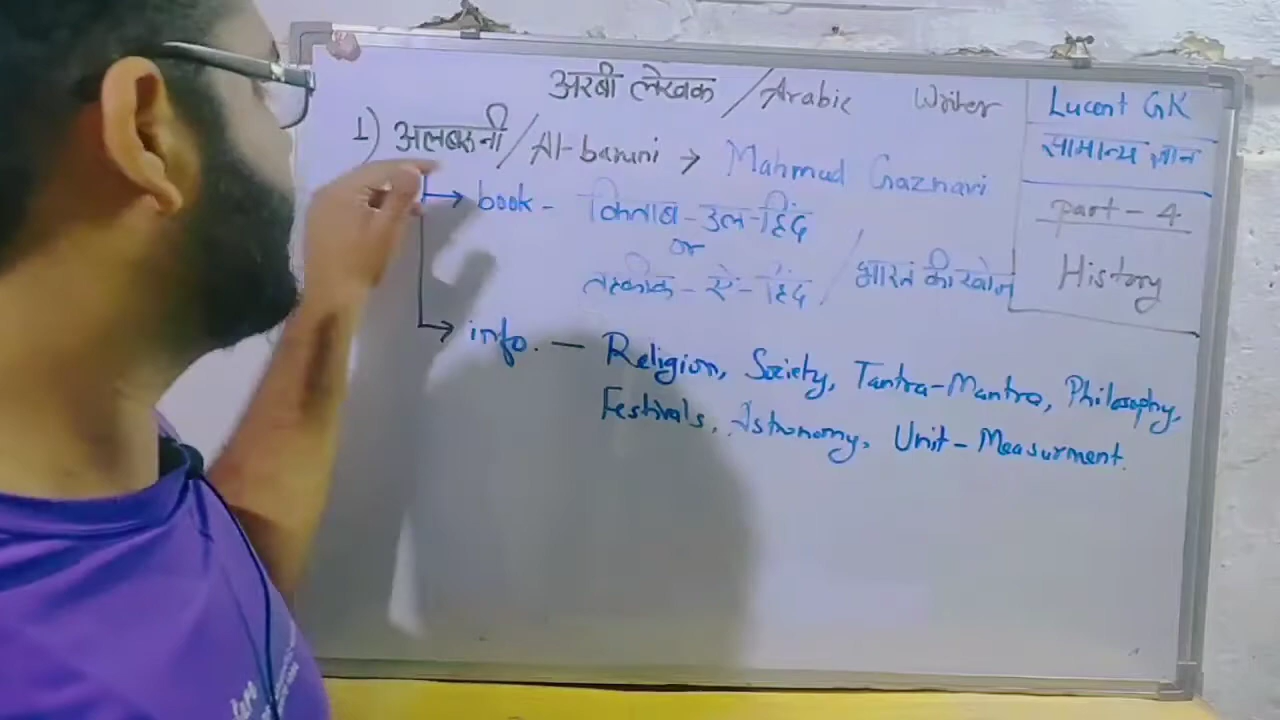 अरबी लेखक / Arabic Writer
1) अलबरुनी / Al-baruni → Mahmud Gaznavi
→ book - किताब-उल-हिंद
or
तहकीक-ऐ-हिंद / भारत की खोज
→ info. — Religion, Society, Tantra-Mantra, Philosophy,
Festivals, Astronomy, Unit-Measurment.
Lucent GK
सामान्य ज्ञान
part-4
History